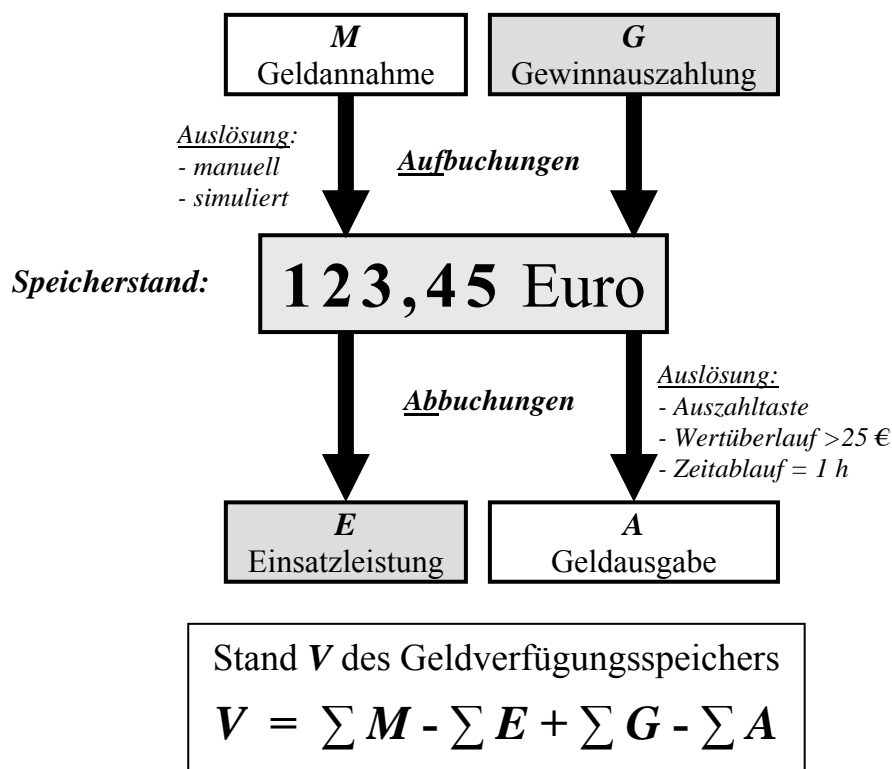 M
Geldannahme
G
Gewinnauszahlung
Auslösung:
- manuell
- simuliert
Aufbuchungen
Speicherstand:
123,45 Euro
Abbuchungen
Auslösung:
- Auszahltaste
- Wertüberlauf >25 €
- Zeitablauf = 1 h
E
Einsatzleistung
A
Geldausgabe
Stand V des Geldverfügungsspeichers
V = ∑ M - ∑ E + ∑ G - ∑ A